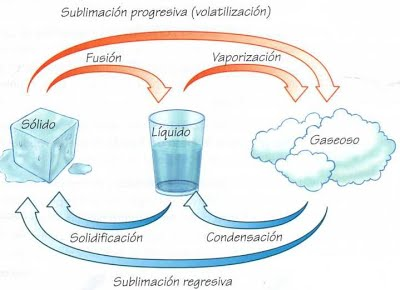 Sublimación progresiva (volatilización)
Fusión
Vaporización
Sólido
Líquido
Gaseoso
Solidificación
Condensación
Sublimación regresiva